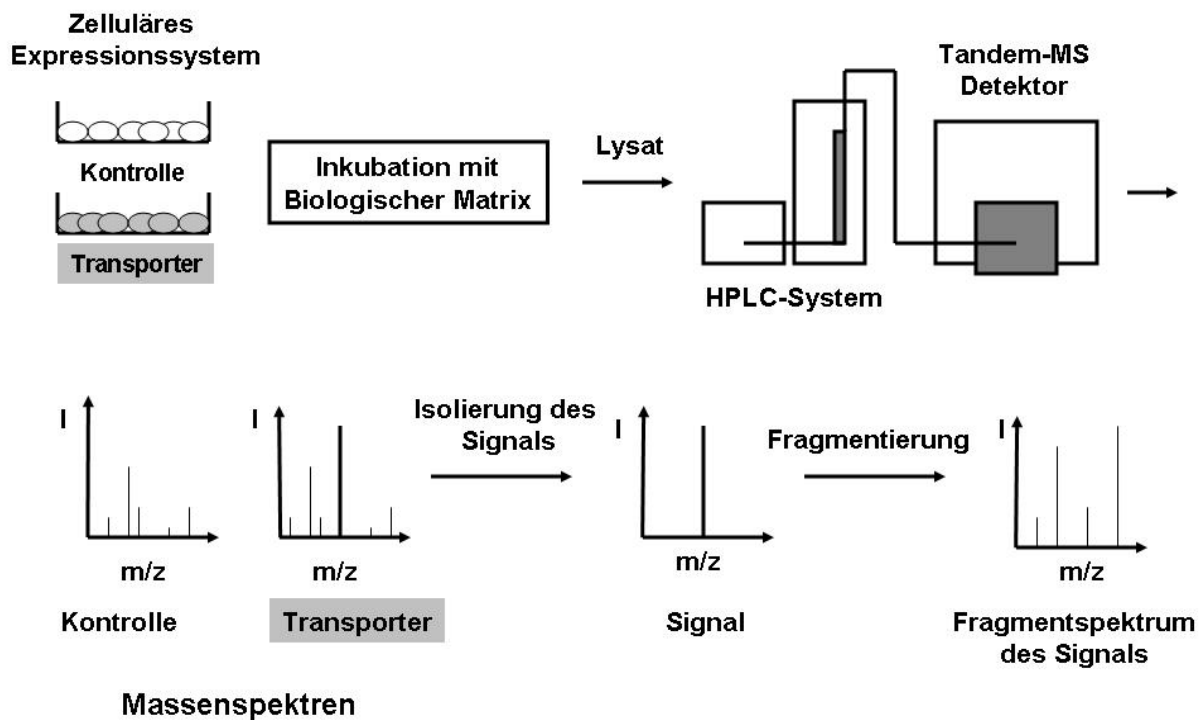 Zelluläres
Expressionssystem
Kontrolle
Transporter
Inkubation mit
Biologischer Matrix
Lysat
HPLC-System
Tandem-MS
Detektor
I
m/z
Kontrolle
I
m/z
Transporter
Massenspektren
Isolierung des
Signals
I
m/z
Signal
Fragmentierung
I
m/z
Fragmentspektrum
des Signals